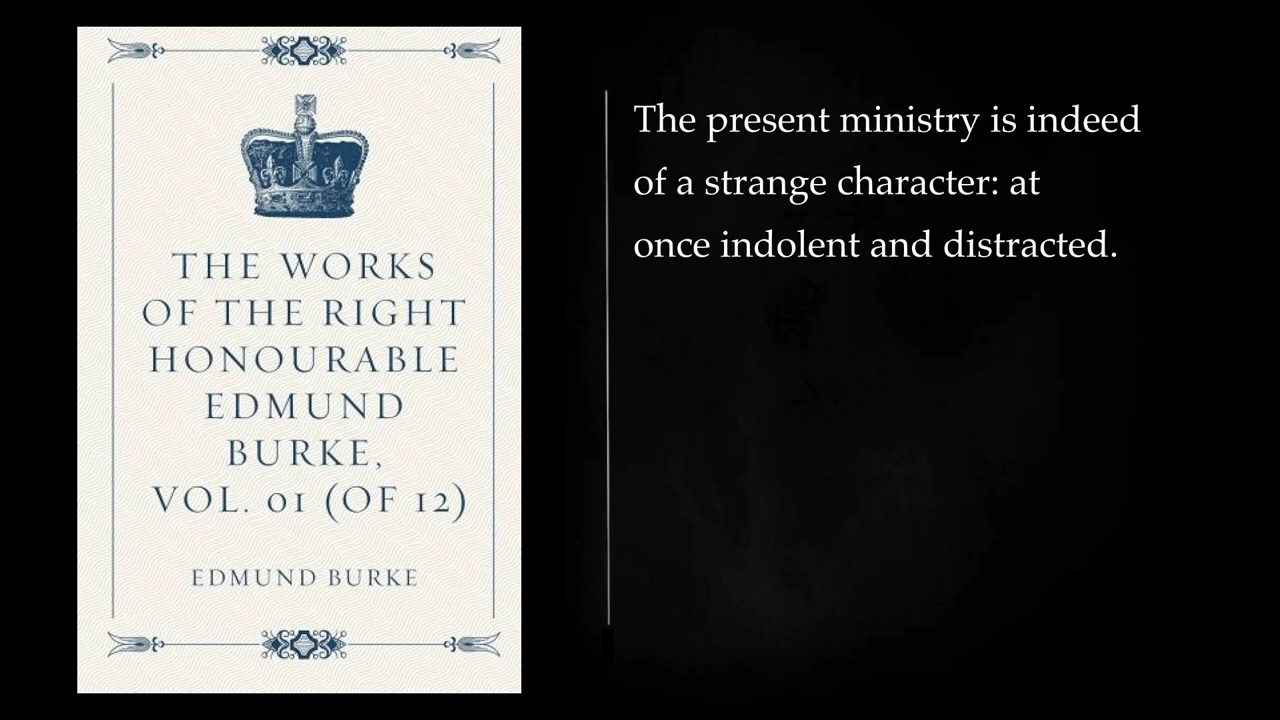 THE WORKS
OF THE RIGHT
HONOURABLE
EDMUND
BURKE,
VOL. 01 (OF 12)
EDMUND BURKE
The present ministry is indeed
of a strange character: at
once indolent and distracted.